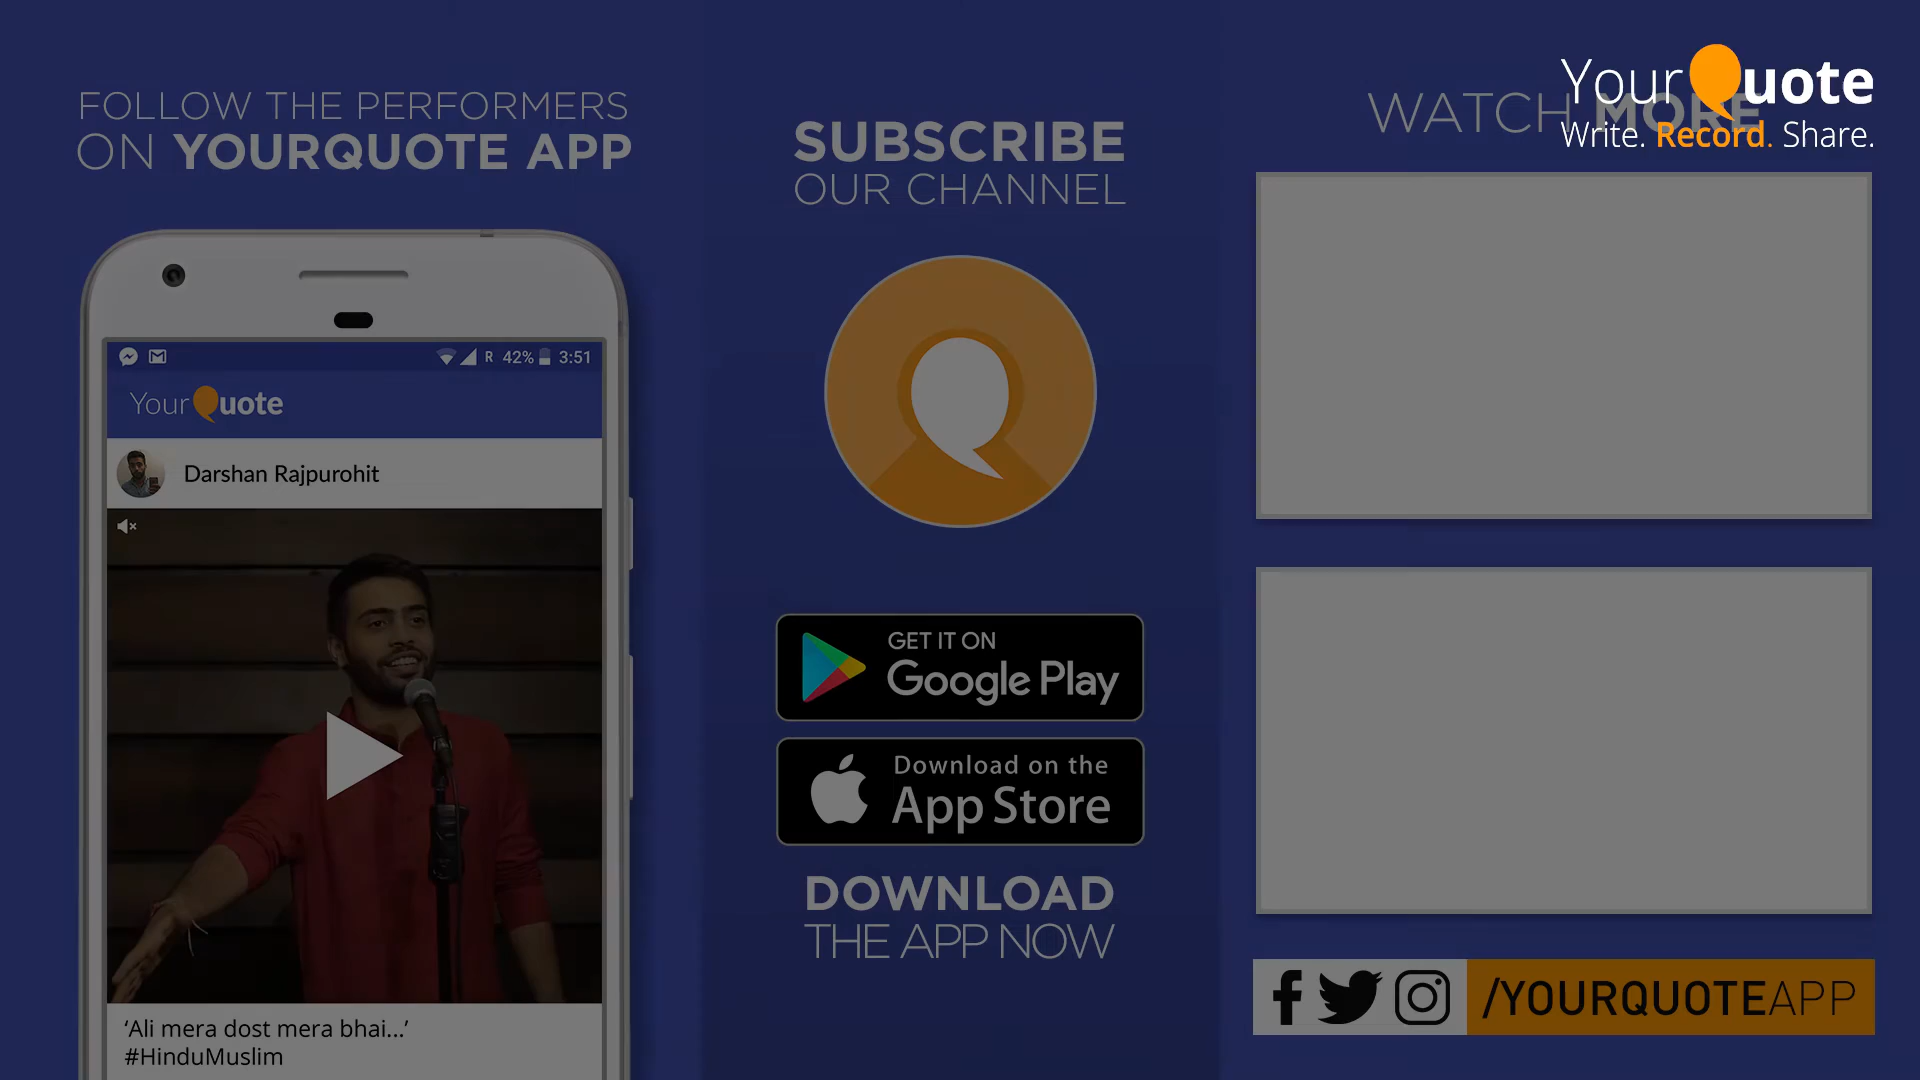 FOLLOW THE PERFORMERS
ON YOURQUOTE APP
R 42% 3:51
YourQuote
Darshan Rajpurohit
‘Ali mera dost mera bhai...’
#HinduMuslim
SUBSCRIBE
OUR CHANNEL
GET IT ON
Google Play
Download on the
App Store
DOWNLOAD
THE APP NOW
WATCH MORE
YourQuote
Write. Record. Share.
/YOURQUOTEAPP